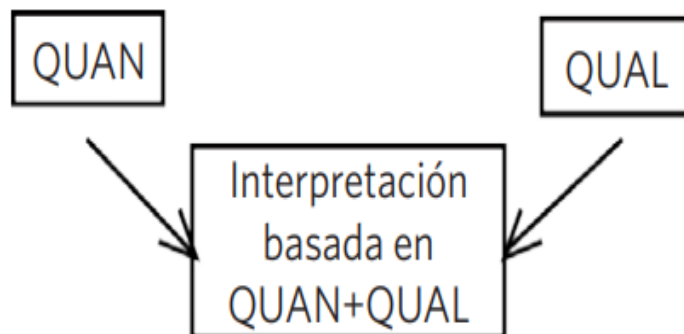 QUAN
QUAL
Interpretación
basada en
QUAN+QUAL